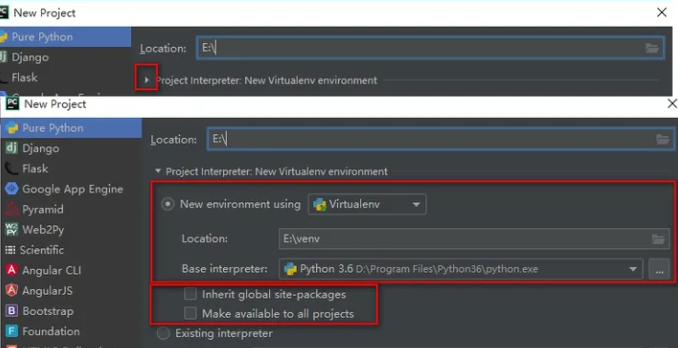 New Project
Pure Python
Django
Flask
Location: E:\
Project Interpreter: New Virtualenv environment
New Project
Pure Python
Django
Flask
Google App Engine
Pyramid
Web2Py
Scientific
Angular CLI
AngularJS
Bootstrap
Foundation
Location: E:\
Project Interpreter: New Virtualenv environment
New environment using Virtualenv
Location: E:\venv
Base interpreter: Python 3.6 D:\Program Files\Python36\python.exe ...
Inherit global site-packages
Make available to all projects
Existing interpreter